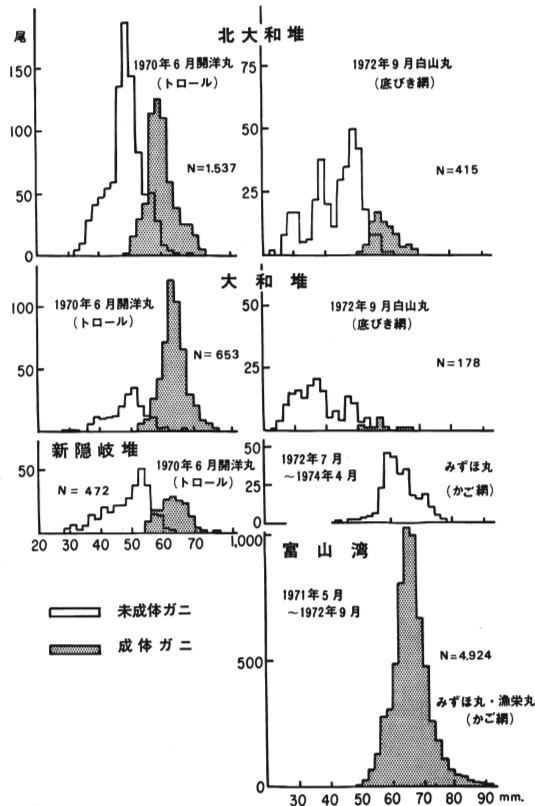 尾
北大和堆
1970年6月開洋丸
(トロール)
N=1.537
150
100
50
0
1972年9月白山丸
(底びき網)
N=415
75
50
25
0
大和堆
1970年6月開洋丸
(トロール)
N=653
100
50
0
1972年9月白山丸
(底びき網)
N=178
50
25
0
新隠岐堆
1970年6月開洋丸
(トロール)
N=472
50
20 30 40 50 60 70
1972年7月
~1974年4月
みずほ丸
(かご網)
50
25
0
富山湾
1971年5月
~1972年9月
N=4,924
みずほ丸・漁栄丸
(かご網)
1,000
500
0
30 40 50 60 70 80 90 mm.
未成体ガニ
成体ガニ